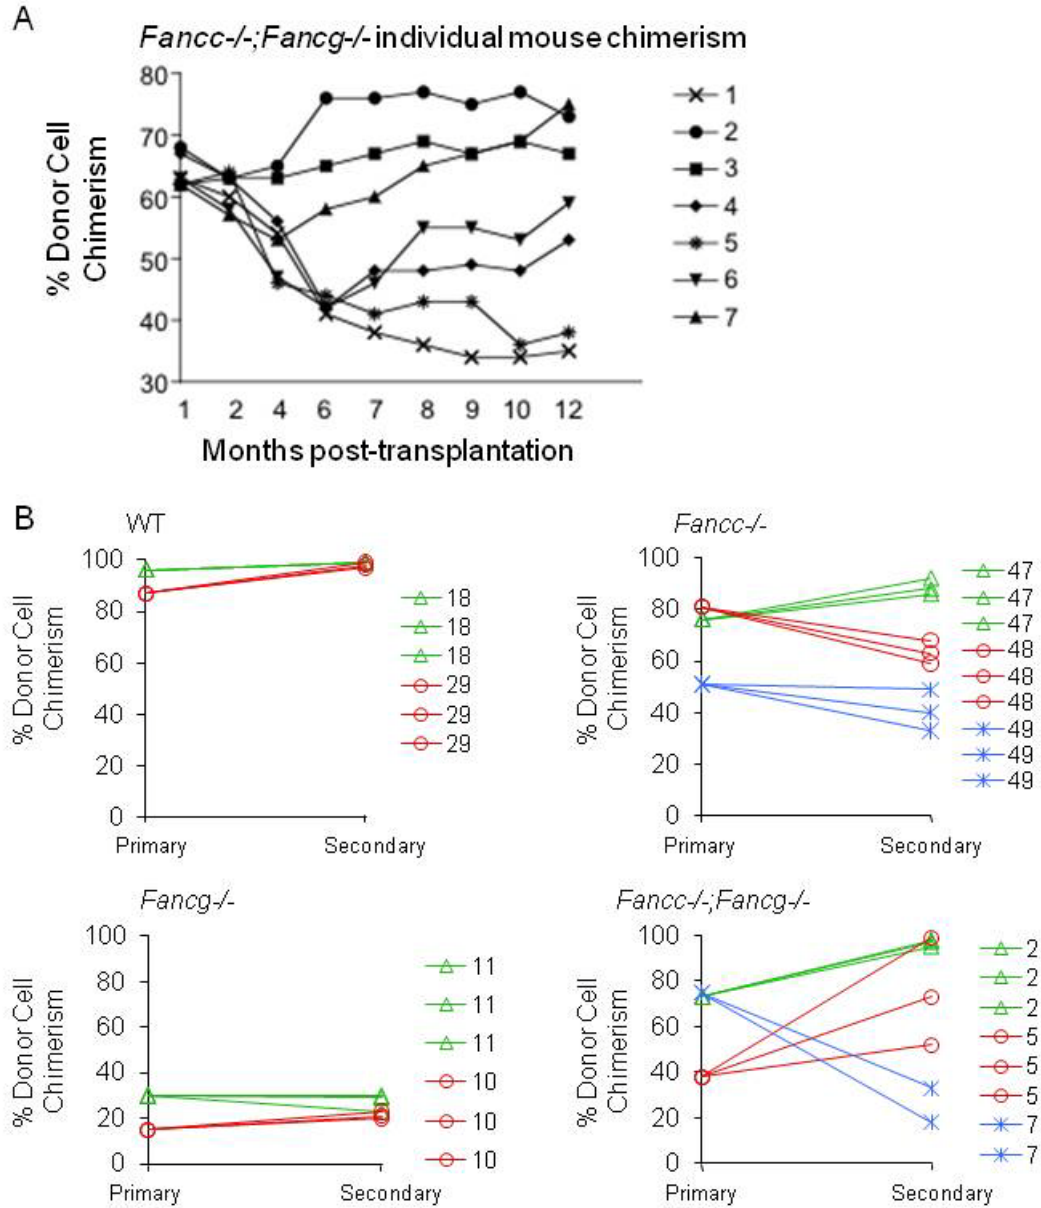 A
Fancc-/-;Fancg-/- individual mouse chimerism
% Donor Cell
Chimerism
80
70
60
50
40
30
1 2 4 6 7 8 9 10 12
Months post-transplantation
1
2
3
4
5
6
7
B
WT
% Donor Cell
Chimerism
100
80
60
40
20
0
Primary Secondary
18
18
18
29
29
29
Fancc-/-
% Donor Cell
Chimerism
100
80
60
40
20
0
Primary Secondary
47
47
47
48
48
48
49
49
49
Fancg-/-
% Donor Cell
Chimerism
100
80
60
40
20
0
Primary Secondary
11
11
11
10
10
10
Fancc-/-;Fancg-/-
% Donor Cell
Chimerism
100
80
60
40
20
0
Primary Secondary
2
2
2
5
5
5
7
7